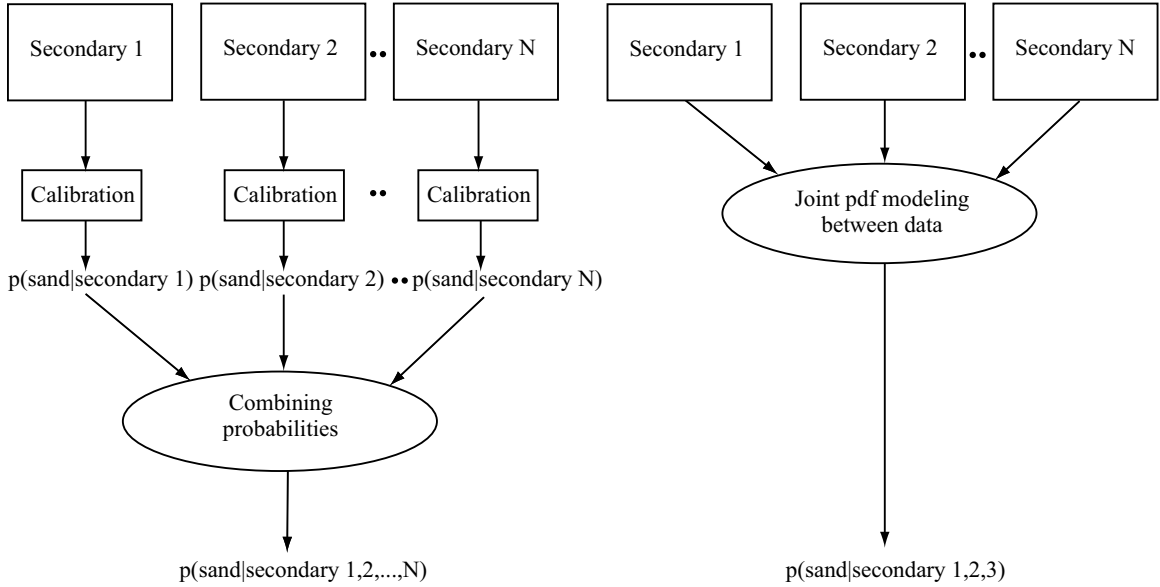 Secondary 1
Secondary 2
Secondary N
Calibration
Calibration
Calibration
p(sand|secondary 1)
p(sand|secondary 2)
p(sand|secondary N)
Combining
probabilities
p(sand|secondary 1,2,...,N)
Secondary 1
Secondary 2
Secondary N
Joint pdf modeling
between data
p(sand|secondary 1,2,3)